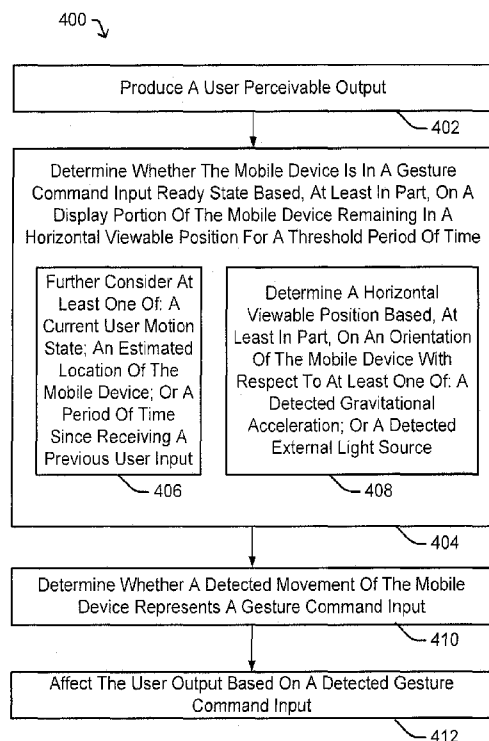 400
Produce A User Perceivable Output
402
Determine Whether The Mobile Device Is In A Gesture
Command Input Ready State Based, At Least In Part, On A
Display Portion Of The Mobile Device Remaining In A
Horizontal Viewable Position For A Threshold Period Of Time
Further Consider At
Least One Of: A
Current User Motion
State; An Estimated
Location Of The
Mobile Device; Or A
Period Of Time
Since Receiving A
Previous User Input
406
Determine A Horizontal
Viewable Position Based, At
Least In Part, On An Orientation
Of The Mobile Device With
Respect To At Least One Of: A
Detected Gravitational
Acceleration; Or A Detected
External Light Source
408
404
Determine Whether A Detected Movement Of The Mobile
Device Represents A Gesture Command Input
410
Affect The User Output Based On A Detected Gesture
Command Input
412